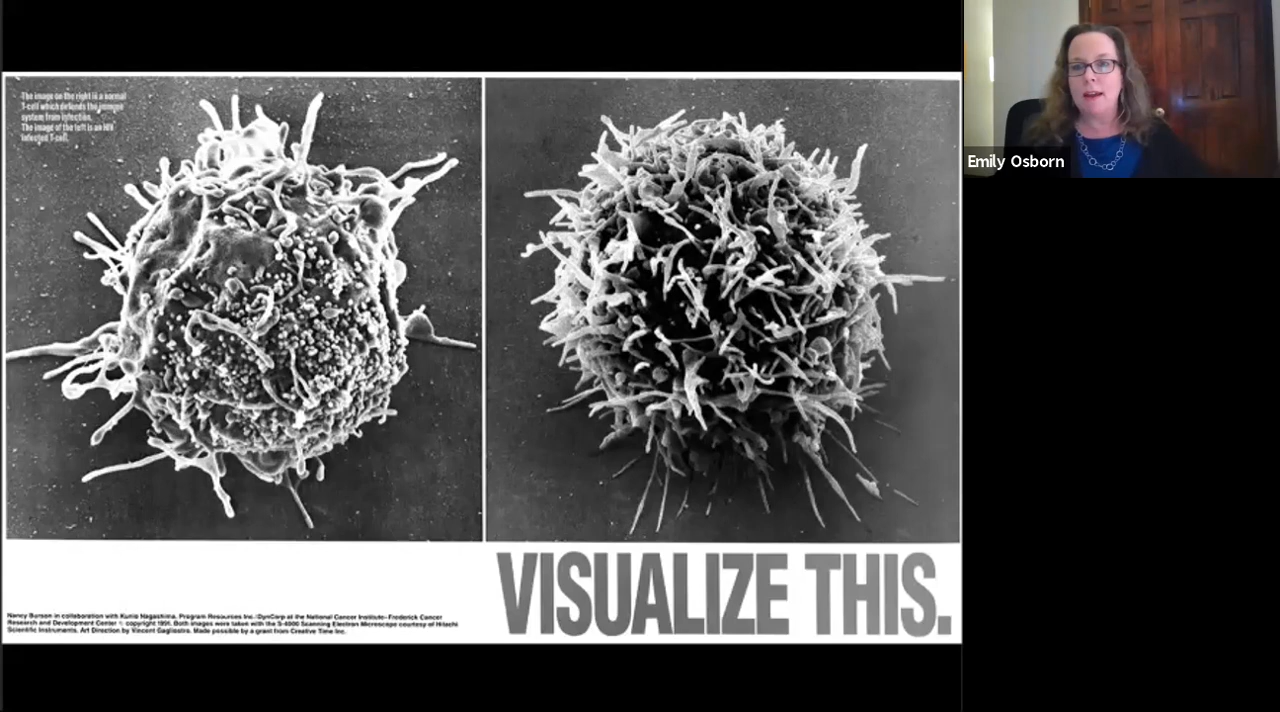 The image on the right is a normal
T-cell which defends the immune
system from infection.
The image of the left is an HIV
infected T-cell.
Emily Osborn
VISUALIZE THIS.
Nancy Burson in collaboration with Kunio Nagashima, Program Resources Inc./DynCorp at the National Cancer Institute-Frederick Cancer
Research and Development Center © copyright 1991. Both images were taken with the S-4000 Scanning Electron Microscope courtesy of Hitachi
Scientific Instruments. Art Direction by Vincent Gagliostro. Made possible by a grant from Creative Time Inc.